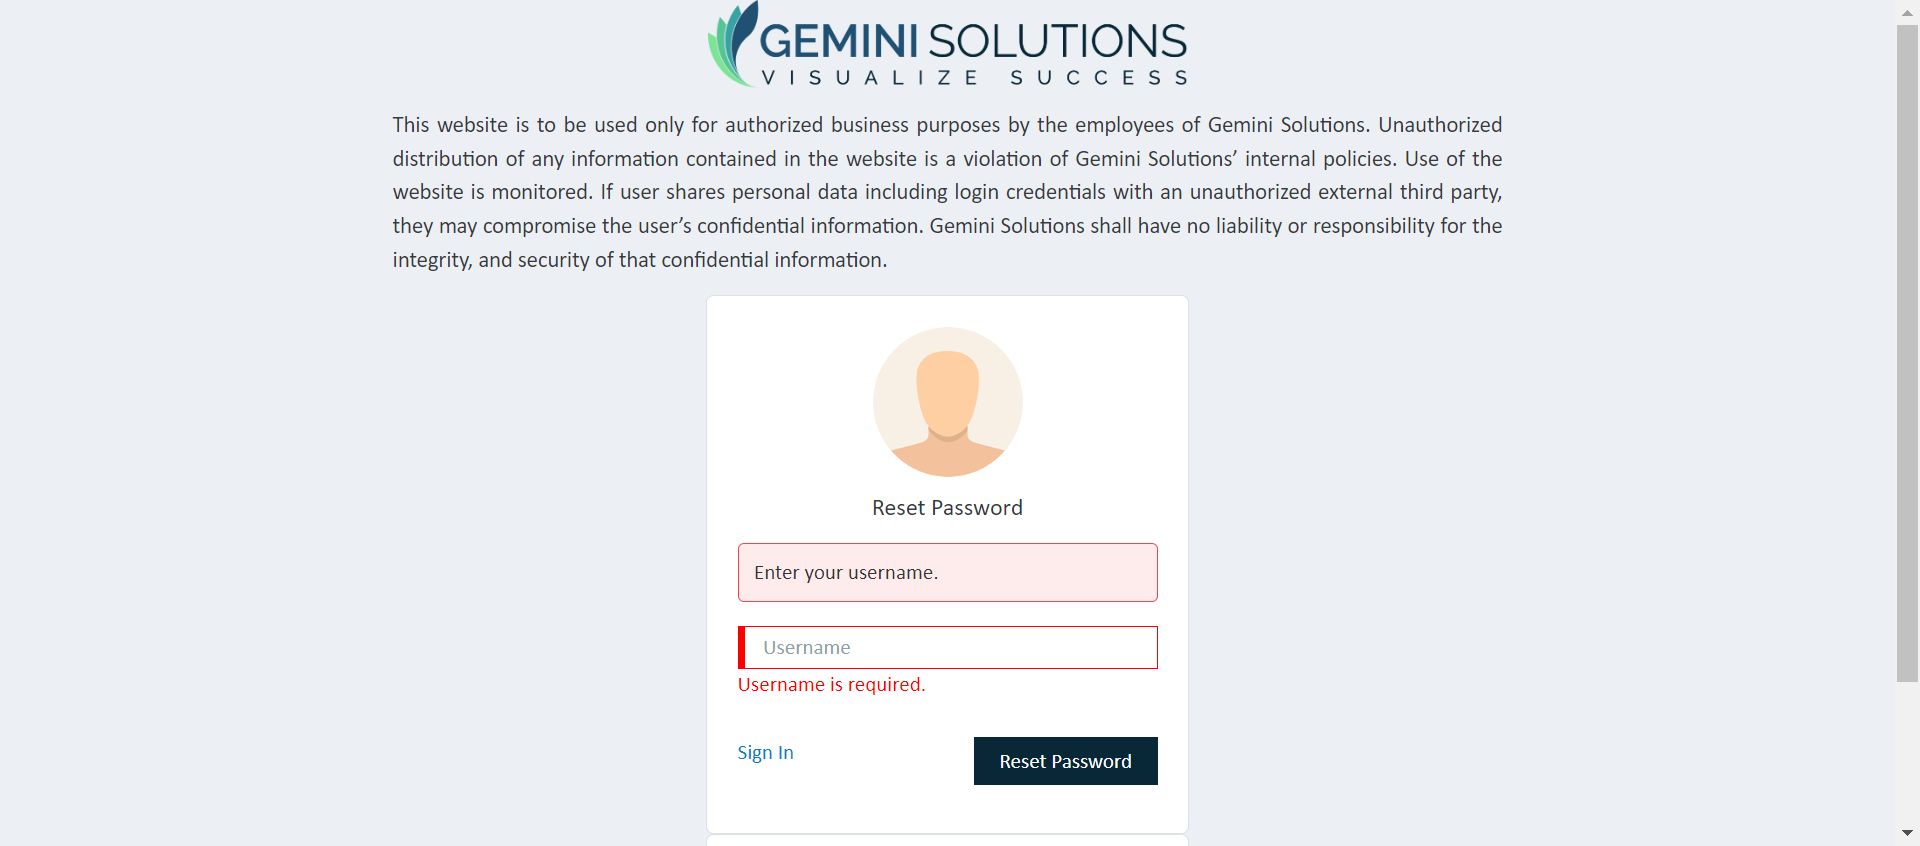 GEMINI SOLUTIONS
VISUALIZE SUCCESS
This website is to be used only for authorized business purposes by the employees of Gemini Solutions. Unauthorized
distribution of any information contained in the website is a violation of Gemini Solutions’ internal policies. Use of the
website is monitored. If user shares personal data including login credentials with an unauthorized external third party,
they may compromise the user’s confidential information. Gemini Solutions shall have no liability or responsibility for the
integrity, and security of that confidential information.
Reset Password
Enter your username.
Username
Username is required.
Sign In
Reset Password